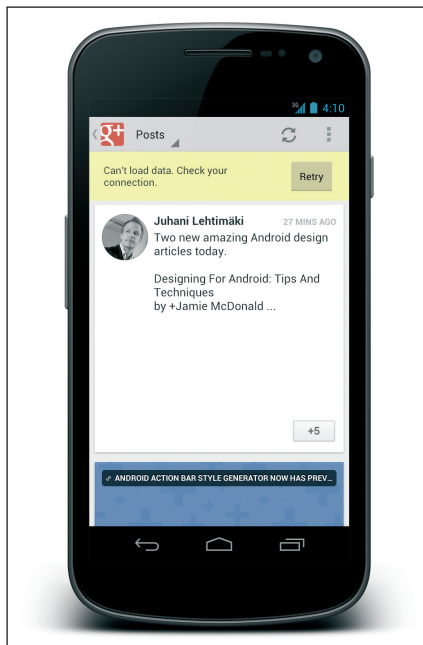 3G 4:10
g+ Posts
Can't load data. Check your
connection.
Retry
Juhani Lehtimäki 27 MINS AGO
Two new amazing Android design
articles today.
Designing For Android: Tips And
Techniques
by +Jamie McDonald ...
+5
ANDROID ACTION BAR STYLE GENERATOR NOW HAS PREV...